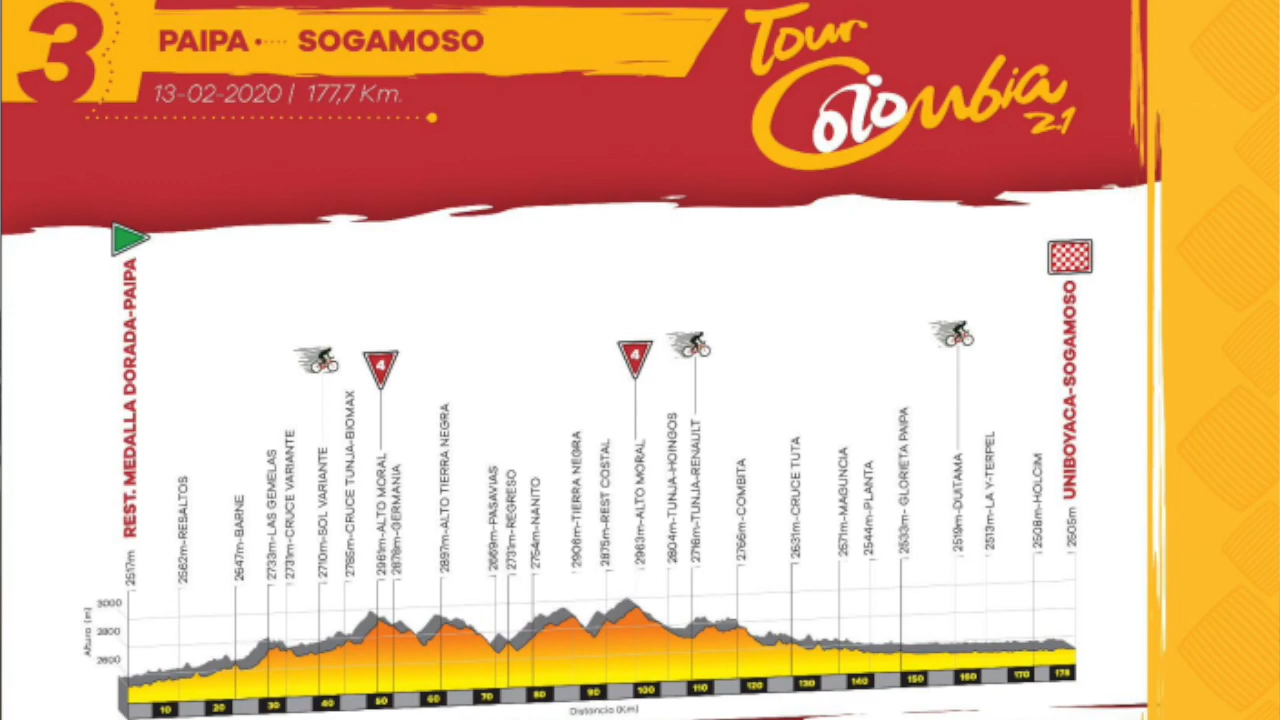 3
PAIPA
SOGAMOSO
13-02-2020 | 177,7 Km.
Tour
Colombia
2.1
REST. MEDALLA DORADA-PAIPA
UNIBOYACA-SOGAMOSO
4
4
2517m
2562m-RESALTOS
2647m-BARNE
2733m-LAS GEMELAS
2731m-CRUCE VARIANTE
2710m-SOL VARIANTE
2785m-CRUCE TUNJA-BIOMAX
2961m-ALTO MORAL
2878m-GERMANIA
2897m-ALTO TIERRA NEGRA
2669m-PASAVIAS
2731m-REGRESO
2754m-NANITO
2906m-TIERRA NEGRA
2875m-REST COSTAL
2963m-ALTO MORAL
2804m-TUNJA-HOINGOS
2716m-TUNJA-RENAULT
2766m-COMBITA
2631m-CRUCE TUTA
2571m-MAGUNCIA
2544m-PLANTA
2533m- GLORIETA PAIPA
2519m-DUITAMA
2513m-LA Y-TERPEL
2508m-HOLCIM
2505m
Altura (m)
3000
2800
2600
10 20 30 40 50 60 70 80 90 100 110 120 130 140 150 160 170 178
Distancia (Km)